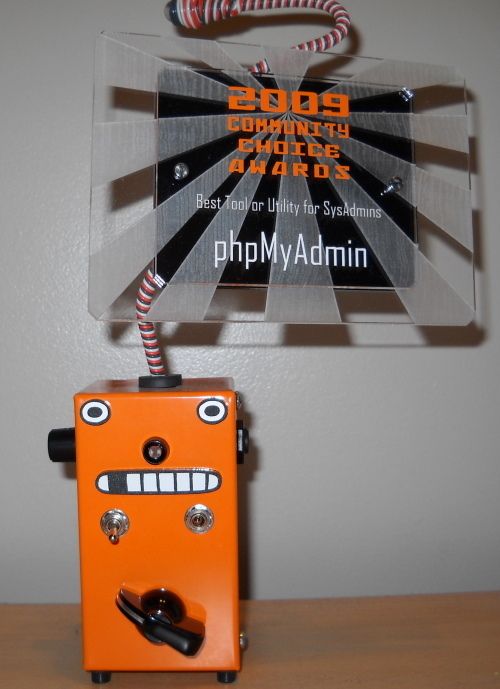 2009
COMMUNITY
CHOICE
AWARDS
Best Tool or Utility for SysAdmins
phpMyAdmin